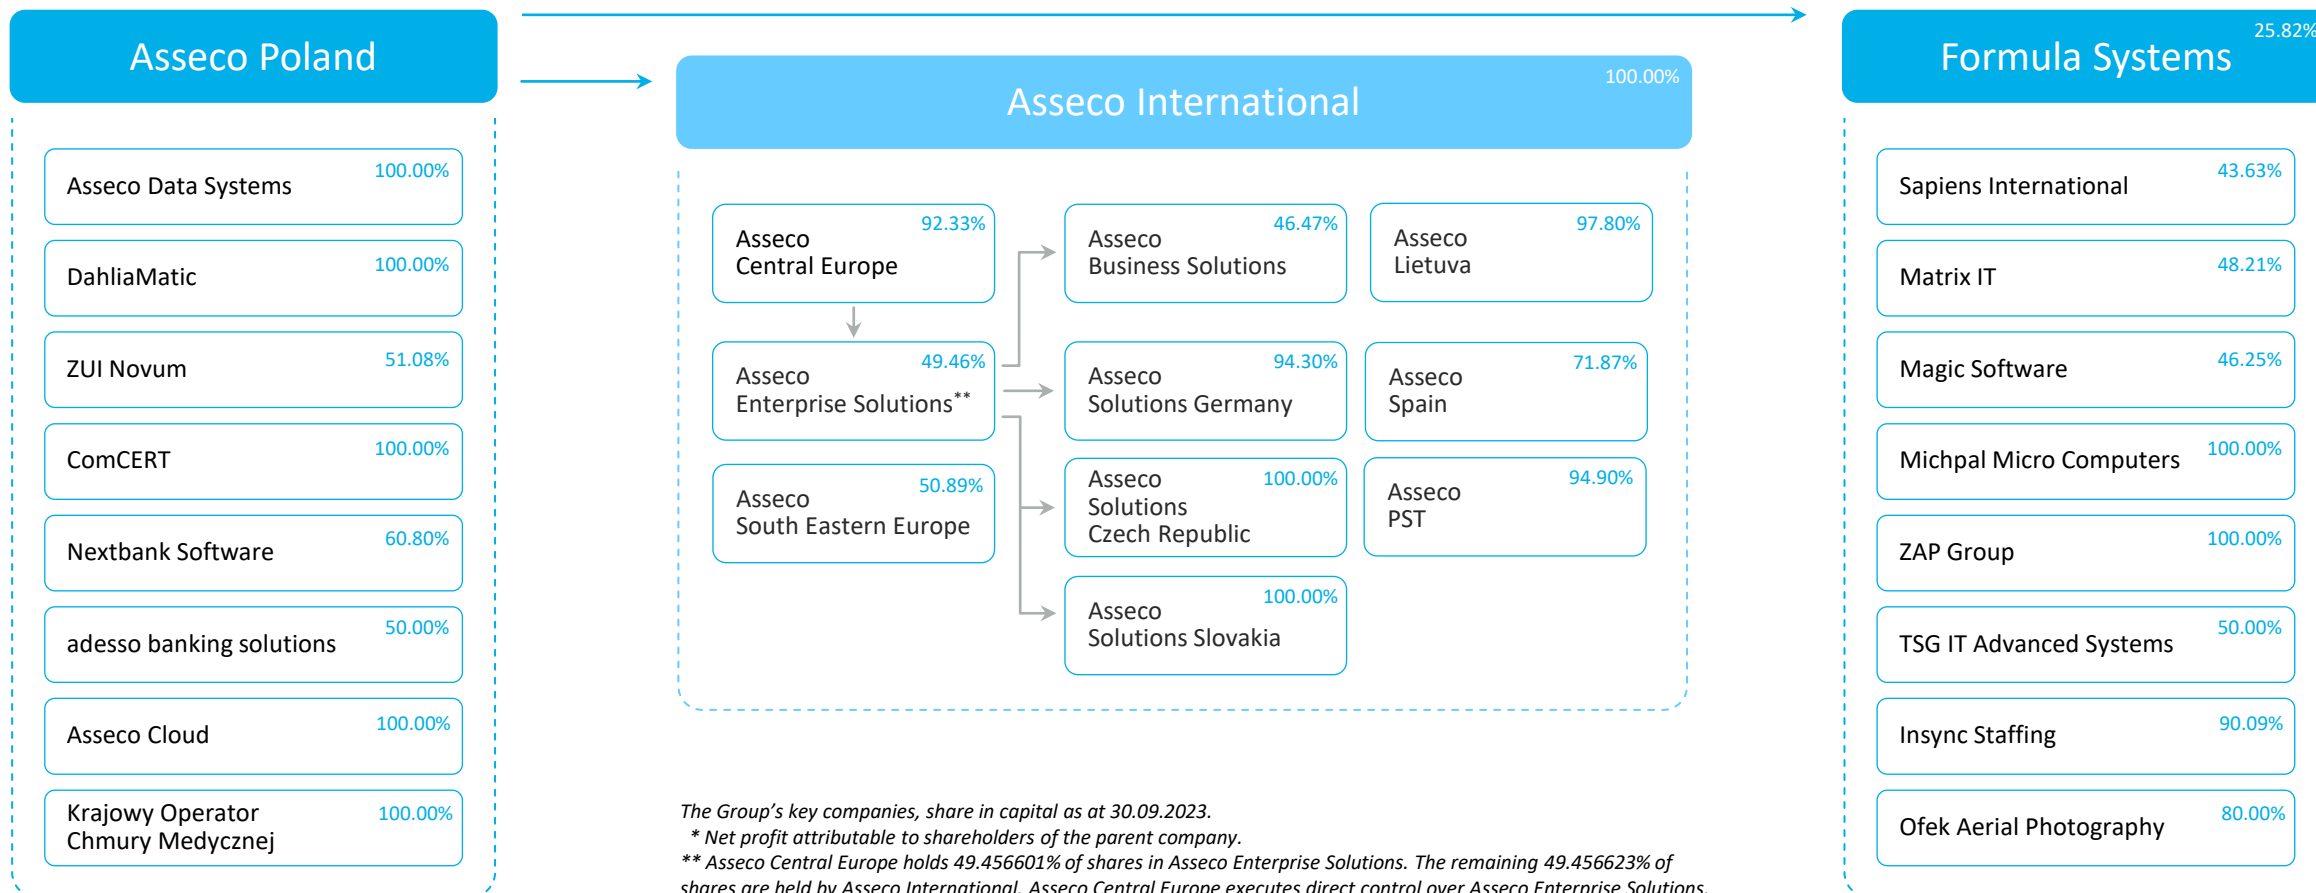 Asseco Poland
Asseco Data Systems
100.00%
DahliaMatic
100.00%
ZUI Novum
51.08%
ComCERT
100.00%
Nextbank Software
60.80%
adesso banking solutions
50.00%
Asseco Cloud
100.00%
Krajowy Operator
Chmury Medycznej
100.00%
Asseco International
100.00%
Asseco
Central Europe
92.33%
Asseco
Business Solutions
46.47%
Asseco
Lietuva
97.80%
Asseco
Enterprise Solutions**
49.46%
Asseco
Solutions Germany
94.30%
Asseco
Spain
71.87%
Asseco
South Eastern Europe
50.89%
Asseco
Solutions
Czech Republic
100.00%
Asseco
PST
94.90%
Asseco
Solutions Slovakia
100.00%
The Group's key companies, share in capital as at 30.09.2023.
* Net profit attributable to shareholders of the parent company.
** Asseco Central Europe holds 49.456601% of shares in Asseco Enterprise Solutions. The remaining 49.456623% of
shares are held by Asseco International. Asseco Central Europe executes direct control over Asseco Enterprise Solutions.
Formula Systems
25.82%
Sapiens International
43.63%
Matrix IT
48.21%
Magic Software
46.25%
Michpal Micro Computers
100.00%
ZAP Group
100.00%
TSG IT Advanced Systems
50.00%
Insync Staffing
90.09%
Ofek Aerial Photography
80.00%